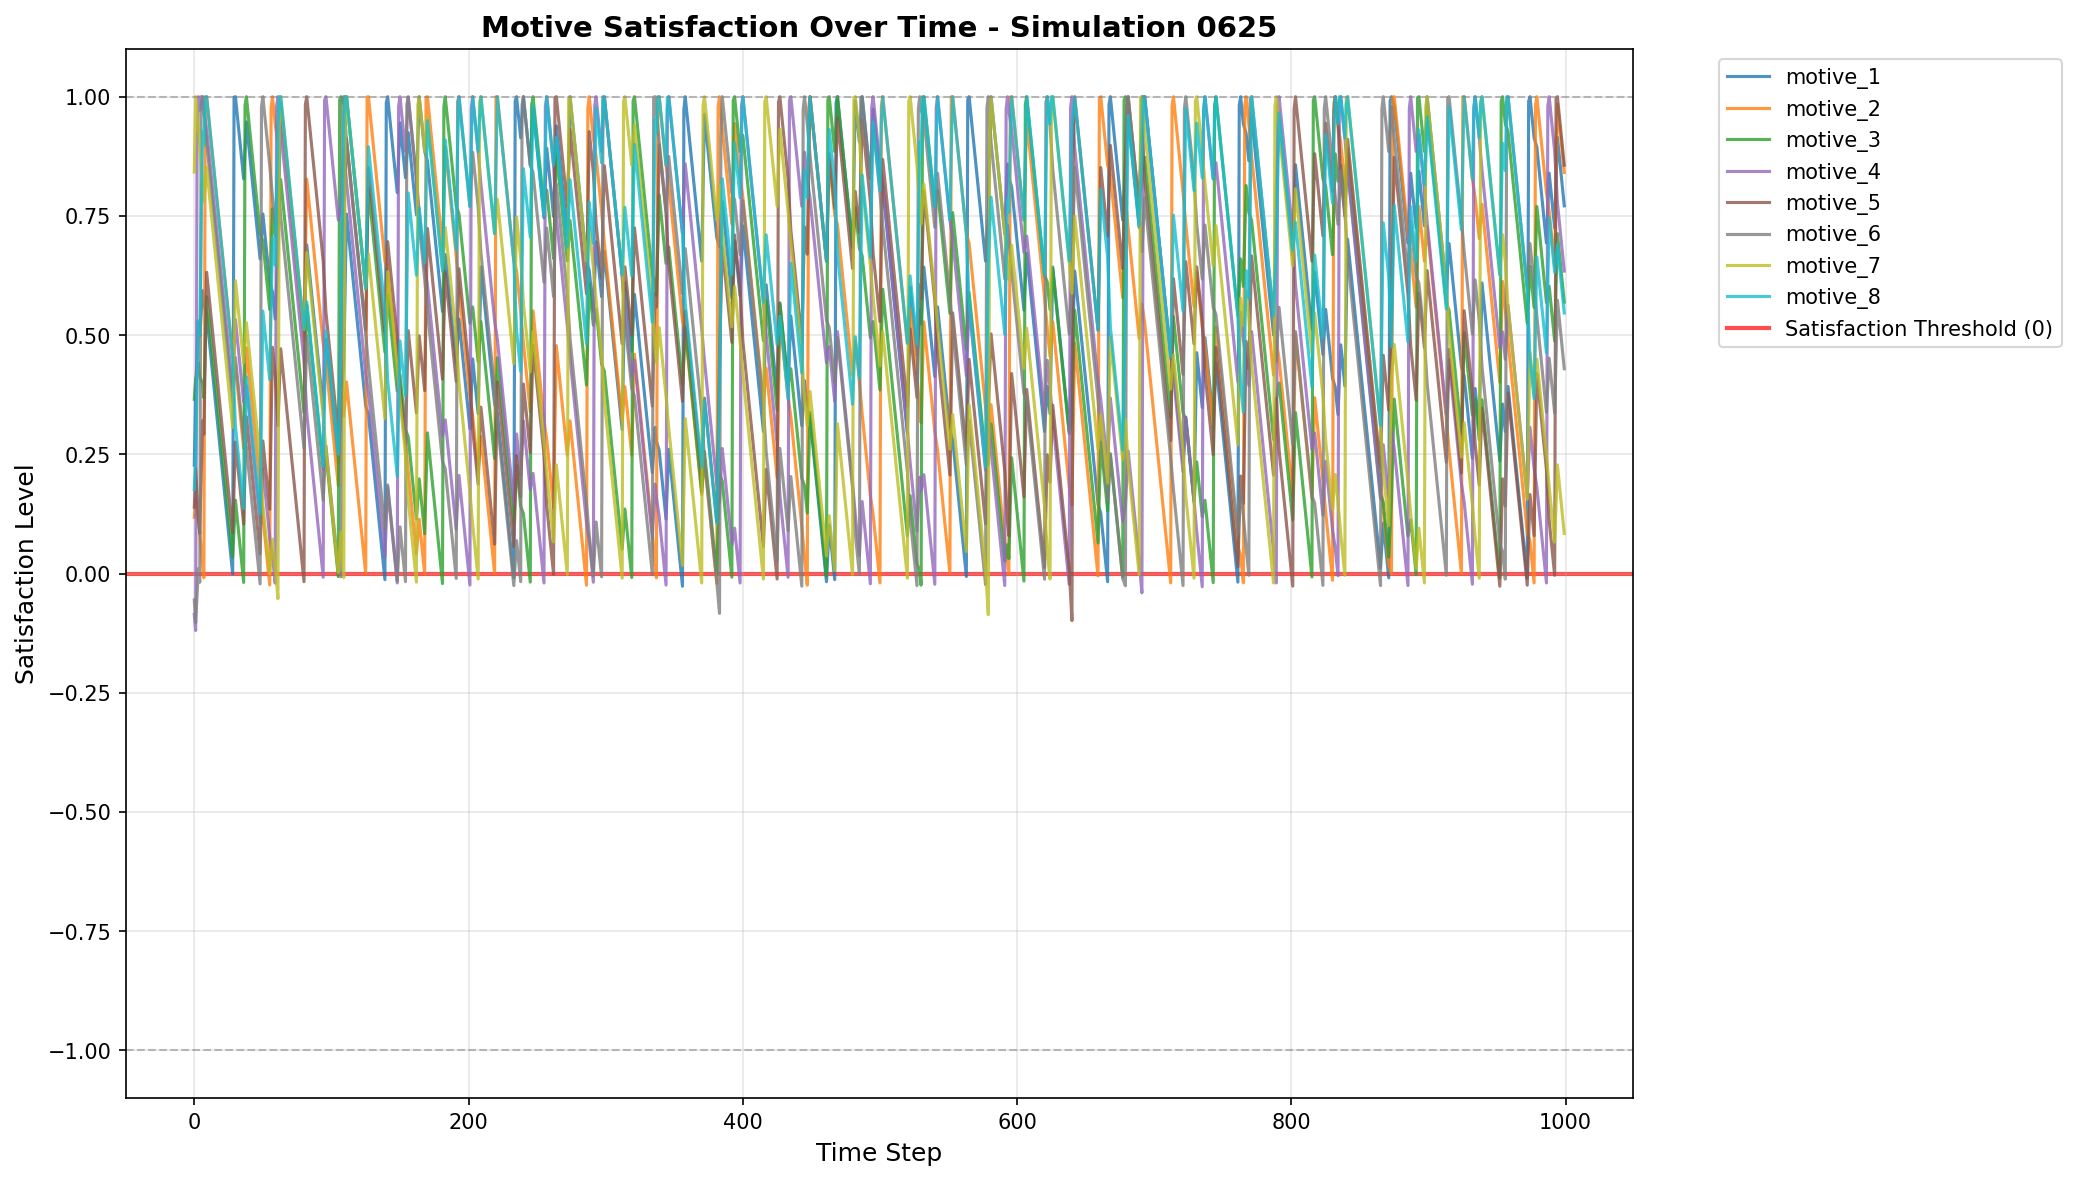 Motive Satisfaction Over Time - Simulation 0625
motive_1
motive_2
motive_3
motive_4
motive_5
motive_6
motive_7
motive_8
Satisfaction Threshold (0)
Satisfaction Level
1.00
0.75
0.50
0.25
0.00
−0.25
−0.50
−0.75
−1.00
0 200 400 600 800 1000
Time Step